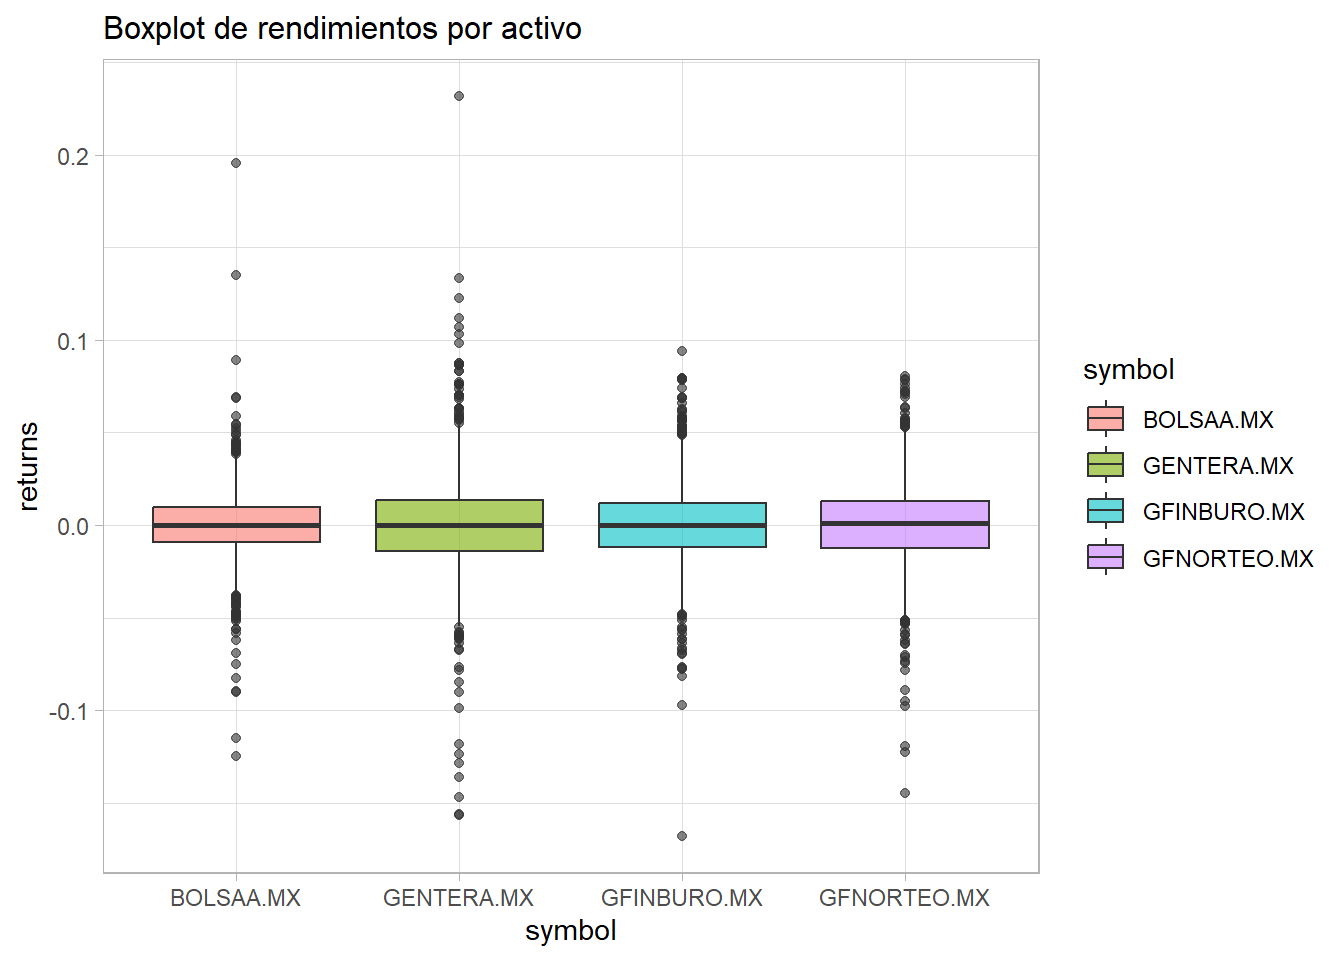 Boxplot de rendimientos por activo
returns
0.2
0.1
0.0
-0.1
BOLSAA.MX GENTERA.MX GFINBURO.MX GFNORTEO.MX
symbol
symbol
BOLSAA.MX
GENTERA.MX
GFINBURO.MX
GFNORTEO.MX